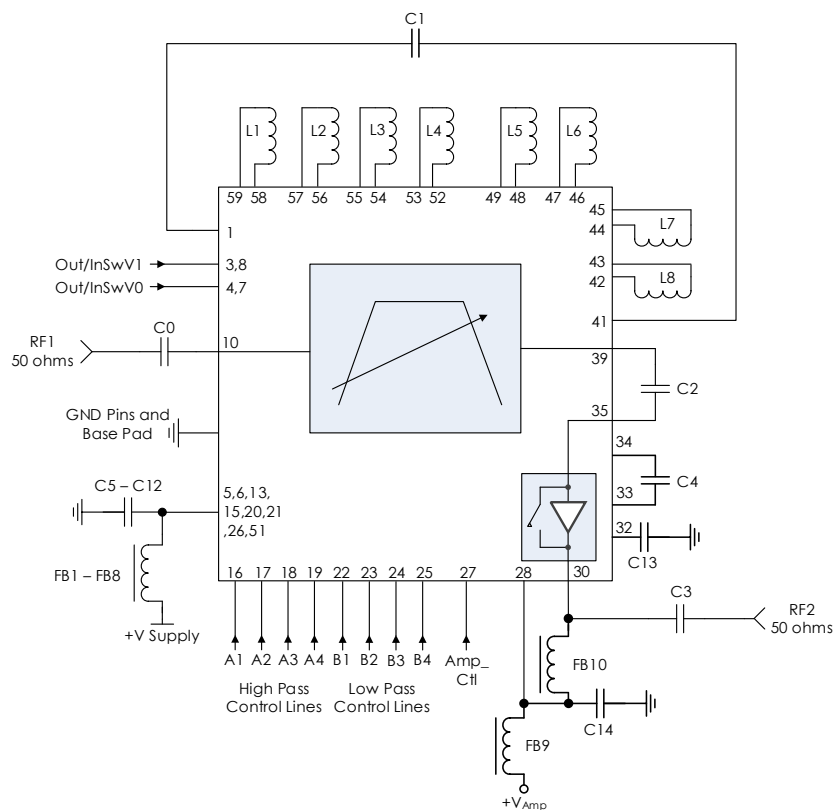 C1
L1 L2 L3 L4 L5 L6
59 58 57 56 55 54 53 52 49 48 47 46
45
44
L7
1
Out/InSwV1
3,8
43
42
L8
Out/InSwV0
4,7
41
C0
10
RF1
50 ohms
39
C2
GND Pins and
Base Pad
35
34
C5 – C12
5,6,13,
15,20,21
,26,51
33
C4
32
C13
FB1 – FB8
+V Supply
16 17 18 19 22 23 24 25 27 28 30
C3
RF2
50 ohms
A1 A2 A3 A4 B1 B2 B3 B4 Amp_
Ctl
High Pass
Control Lines
Low Pass
Control Lines
FB10
C14
FB9
+VAmp